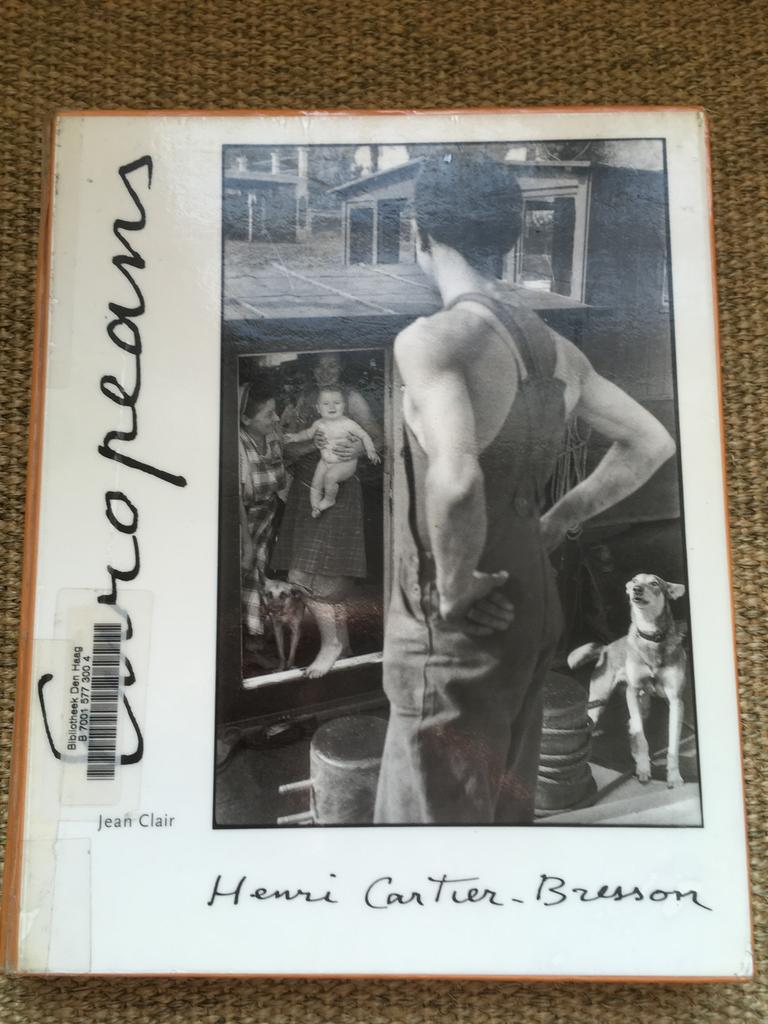 Europeans
Bibliotheek Den Haag
B 7001 577 300 4
Jean Clair
Henri Cartier-Bresson